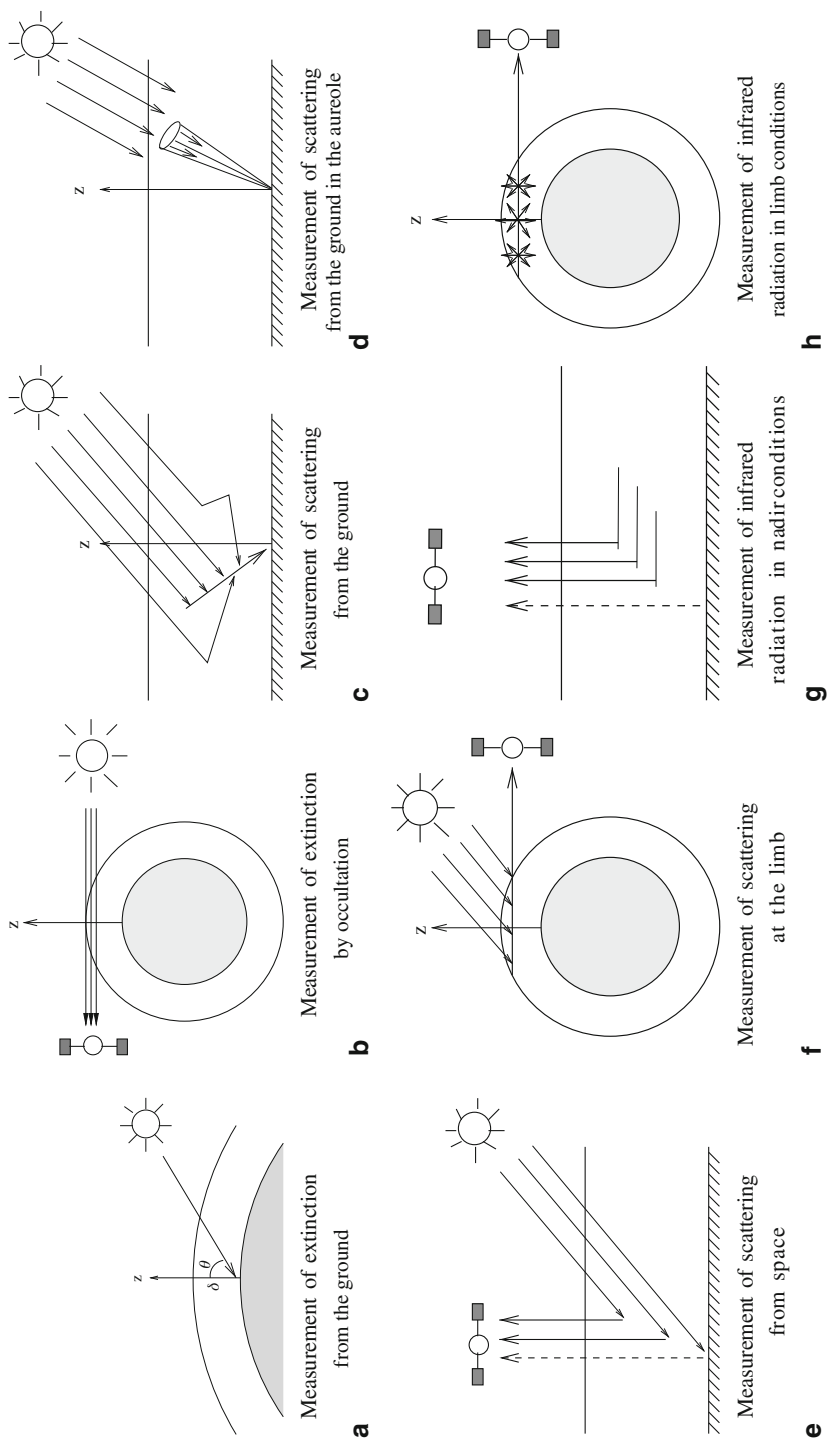 z
δ
θ
Measurement of extinction
from the ground
a
z
Measurement of extinction
by occultation
b
z
Measurement of scattering
from the ground
c
z
Measurement of scattering
from the ground in the aureole
d
Measurement of scattering
from space
e
z
Measurement of scattering
at the limb
f
Measurement of infrared
radiation in nadir conditions
g
z
Measurement of infrared
radiation in limb conditions
h